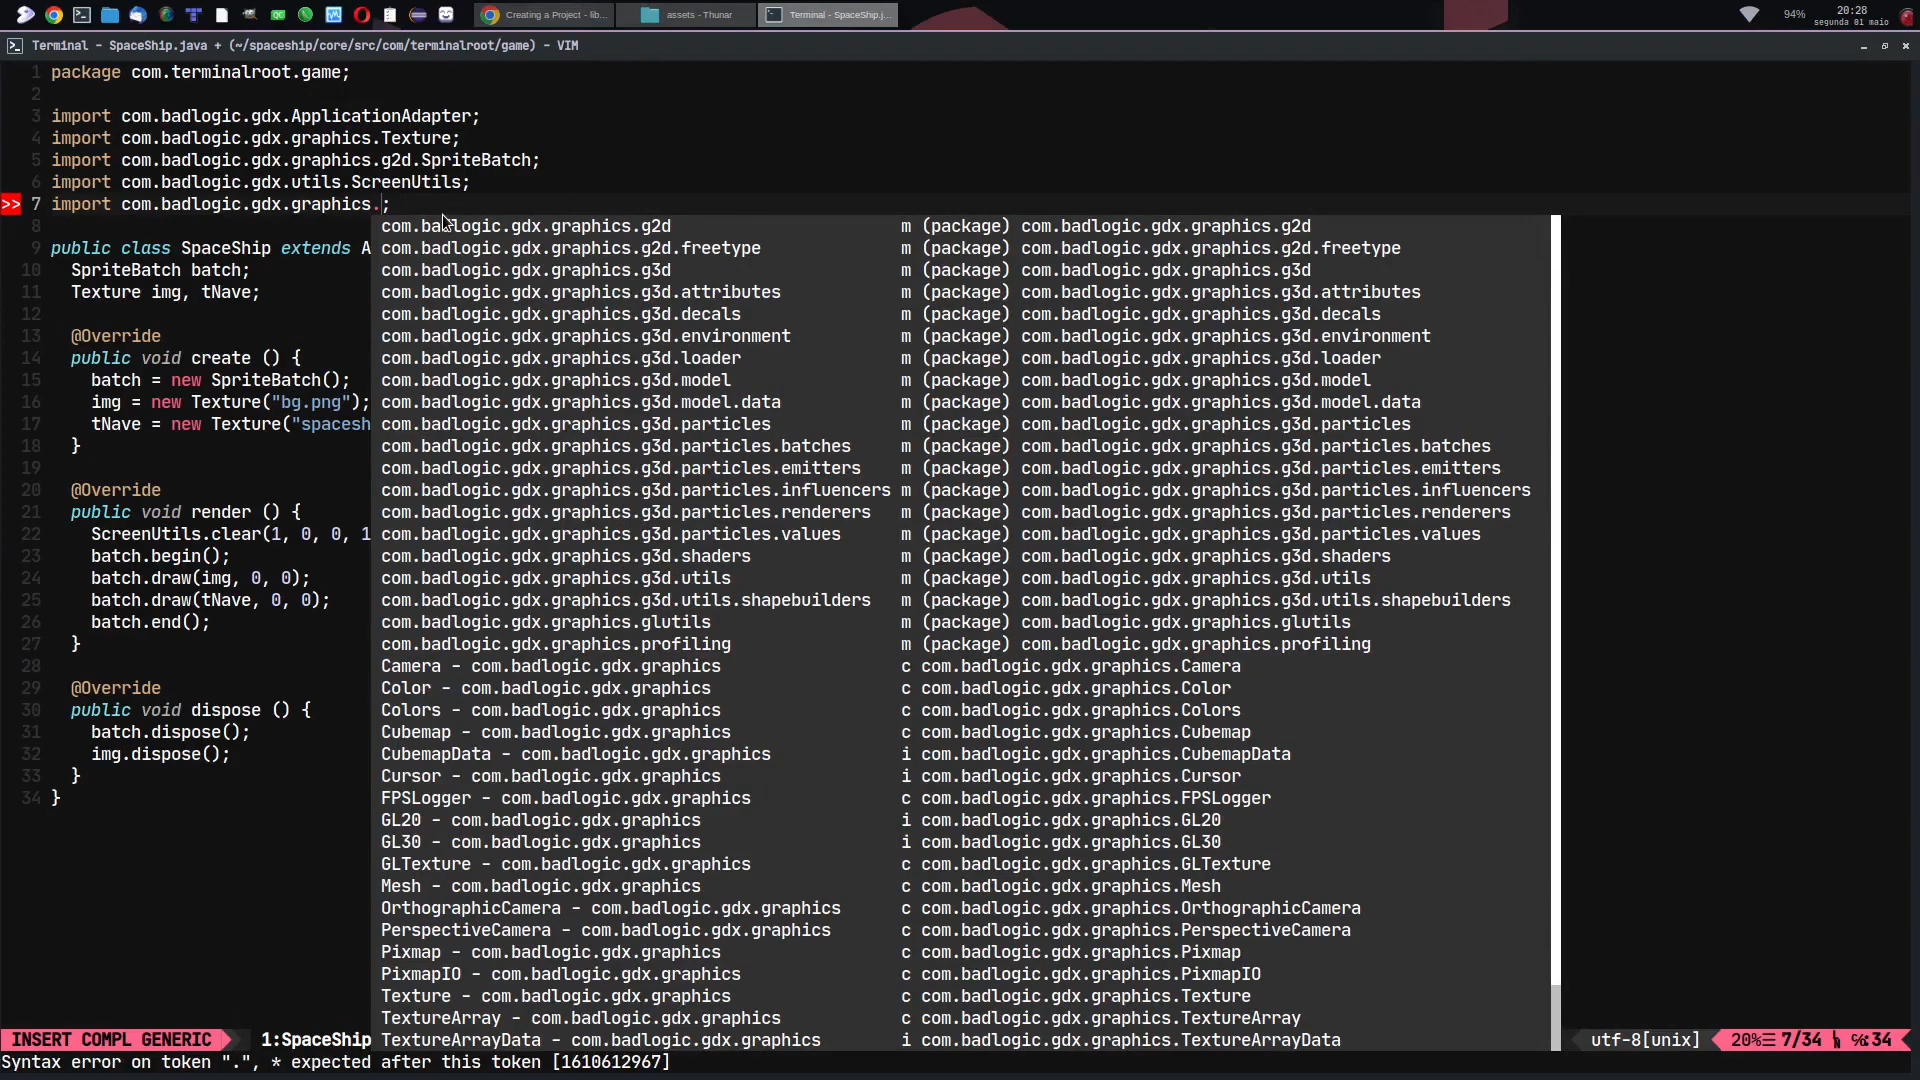 Creating a Project - lib...
assets - Thunar
Terminal - SpaceShip.j...
94%
20:28
segunda 01 maio
Term1nal - SpaceSh1p.java + (~/spacesh1p/core/src/com/term1nalroot/game) - VIM
1 package com.terminalroot.game;
2
3 import com.badlogic.gdx.ApplicationAdapter;
4 import com.badlogic.gdx.graphics.Texture;
5 import com.badlogic.gdx.graphics.g2d.SpriteBatch;
6 import com.badlogic.gdx.utils.ScreenUtils;
>> 7 import com.badlogic.gdx.graphics.;
8 com.badlogic.gdx.graphics.g2d m (package) com.badlogic.gdx.graphics.g2d
9 public class SpaceShip extends A com.badlogic.gdx.graphics.g2d.freetype m (package) com.badlogic.gdx.graphics.g2d.freetype
10 SpriteBatch batch; com.badlogic.gdx.graphics.g3d m (package) com.badlogic.gdx.graphics.g3d
11 Texture img, tNave; com.badlogic.gdx.graphics.g3d.attributes m (package) com.badlogic.gdx.graphics.g3d.attributes
12 com.badlogic.gdx.graphics.g3d.decals m (package) com.badlogic.gdx.graphics.g3d.decals
13 @Override com.badlogic.gdx.graphics.g3d.environment m (package) com.badlogic.gdx.graphics.g3d.environment
14 public void create () { com.badlogic.gdx.graphics.g3d.loader m (package) com.badlogic.gdx.graphics.g3d.loader
15 batch = new SpriteBatch(); com.badlogic.gdx.graphics.g3d.model m (package) com.badlogic.gdx.graphics.g3d.model
16 img = new Texture("bg.png"); com.badlogic.gdx.graphics.g3d.model.data m (package) com.badlogic.gdx.graphics.g3d.model.data
17 tNave = new Texture("spacesh com.badlogic.gdx.graphics.g3d.particles m (package) com.badlogic.gdx.graphics.g3d.particles
18 } com.badlogic.gdx.graphics.g3d.particles.batches m (package) com.badlogic.gdx.graphics.g3d.particles.batches
19 com.badlogic.gdx.graphics.g3d.particles.emitters m (package) com.badlogic.gdx.graphics.g3d.particles.emitters
20 @Override com.badlogic.gdx.graphics.g3d.particles.influencers m (package) com.badlogic.gdx.graphics.g3d.particles.influencers
21 public void render () { com.badlogic.gdx.graphics.g3d.particles.renderers m (package) com.badlogic.gdx.graphics.g3d.particles.renderers
22 ScreenUtils.clear(1, 0, 0, 1 com.badlogic.gdx.graphics.g3d.particles.values m (package) com.badlogic.gdx.graphics.g3d.particles.values
23 batch.begin(); com.badlogic.gdx.graphics.g3d.shaders m (package) com.badlogic.gdx.graphics.g3d.shaders
24 batch.draw(img, 0, 0); com.badlogic.gdx.graphics.g3d.utils m (package) com.badlogic.gdx.graphics.g3d.utils
25 batch.draw(tNave, 0, 0); com.badlogic.gdx.graphics.g3d.utils.shapebuilders m (package) com.badlogic.gdx.graphics.g3d.utils.shapebuilders
26 batch.end(); com.badlogic.gdx.graphics.glutils m (package) com.badlogic.gdx.graphics.glutils
27 } com.badlogic.gdx.graphics.profiling m (package) com.badlogic.gdx.graphics.profiling
28 Camera - com.badlogic.gdx.graphics c com.badlogic.gdx.graphics.Camera
29 @Override Color - com.badlogic.gdx.graphics c com.badlogic.gdx.graphics.Color
30 public void dispose () { Colors - com.badlogic.gdx.graphics c com.badlogic.gdx.graphics.Colors
31 batch.dispose(); Cubemap - com.badlogic.gdx.graphics c com.badlogic.gdx.graphics.Cubemap
32 img.dispose(); CubemapData - com.badlogic.gdx.graphics i com.badlogic.gdx.graphics.CubemapData
33 } Cursor - com.badlogic.gdx.graphics i com.badlogic.gdx.graphics.Cursor
34 } FPSLogger - com.badlogic.gdx.graphics c com.badlogic.gdx.graphics.FPSLogger
GL20 - com.badlogic.gdx.graphics i com.badlogic.gdx.graphics.GL20
GL30 - com.badlogic.gdx.graphics i com.badlogic.gdx.graphics.GL30
GLTexture - com.badlogic.gdx.graphics c com.badlogic.gdx.graphics.GLTexture
Mesh - com.badlogic.gdx.graphics c com.badlogic.gdx.graphics.Mesh
OrthographicCamera - com.badlogic.gdx.graphics c com.badlogic.gdx.graphics.OrthographicCamera
PerspectiveCamera - com.badlogic.gdx.graphics c com.badlogic.gdx.graphics.PerspectiveCamera
Pixmap - com.badlogic.gdx.graphics c com.badlogic.gdx.graphics.Pixmap
PixmapIO - com.badlogic.gdx.graphics c com.badlogic.gdx.graphics.PixmapIO
Texture - com.badlogic.gdx.graphics c com.badlogic.gdx.graphics.Texture
TextureArray - com.badlogic.gdx.graphics c com.badlogic.gdx.graphics.TextureArray
INSERT COMPL GENERIC 1:SpaceShip TextureArrayData - com.badlogic.gdx.graphics i com.badlogic.gdx.graphics.TextureArrayData utf-8[unix] 20%☰ 7/34 ㏑ ℅:34
Syntax error on token ".", * expected after this token [1610612967]